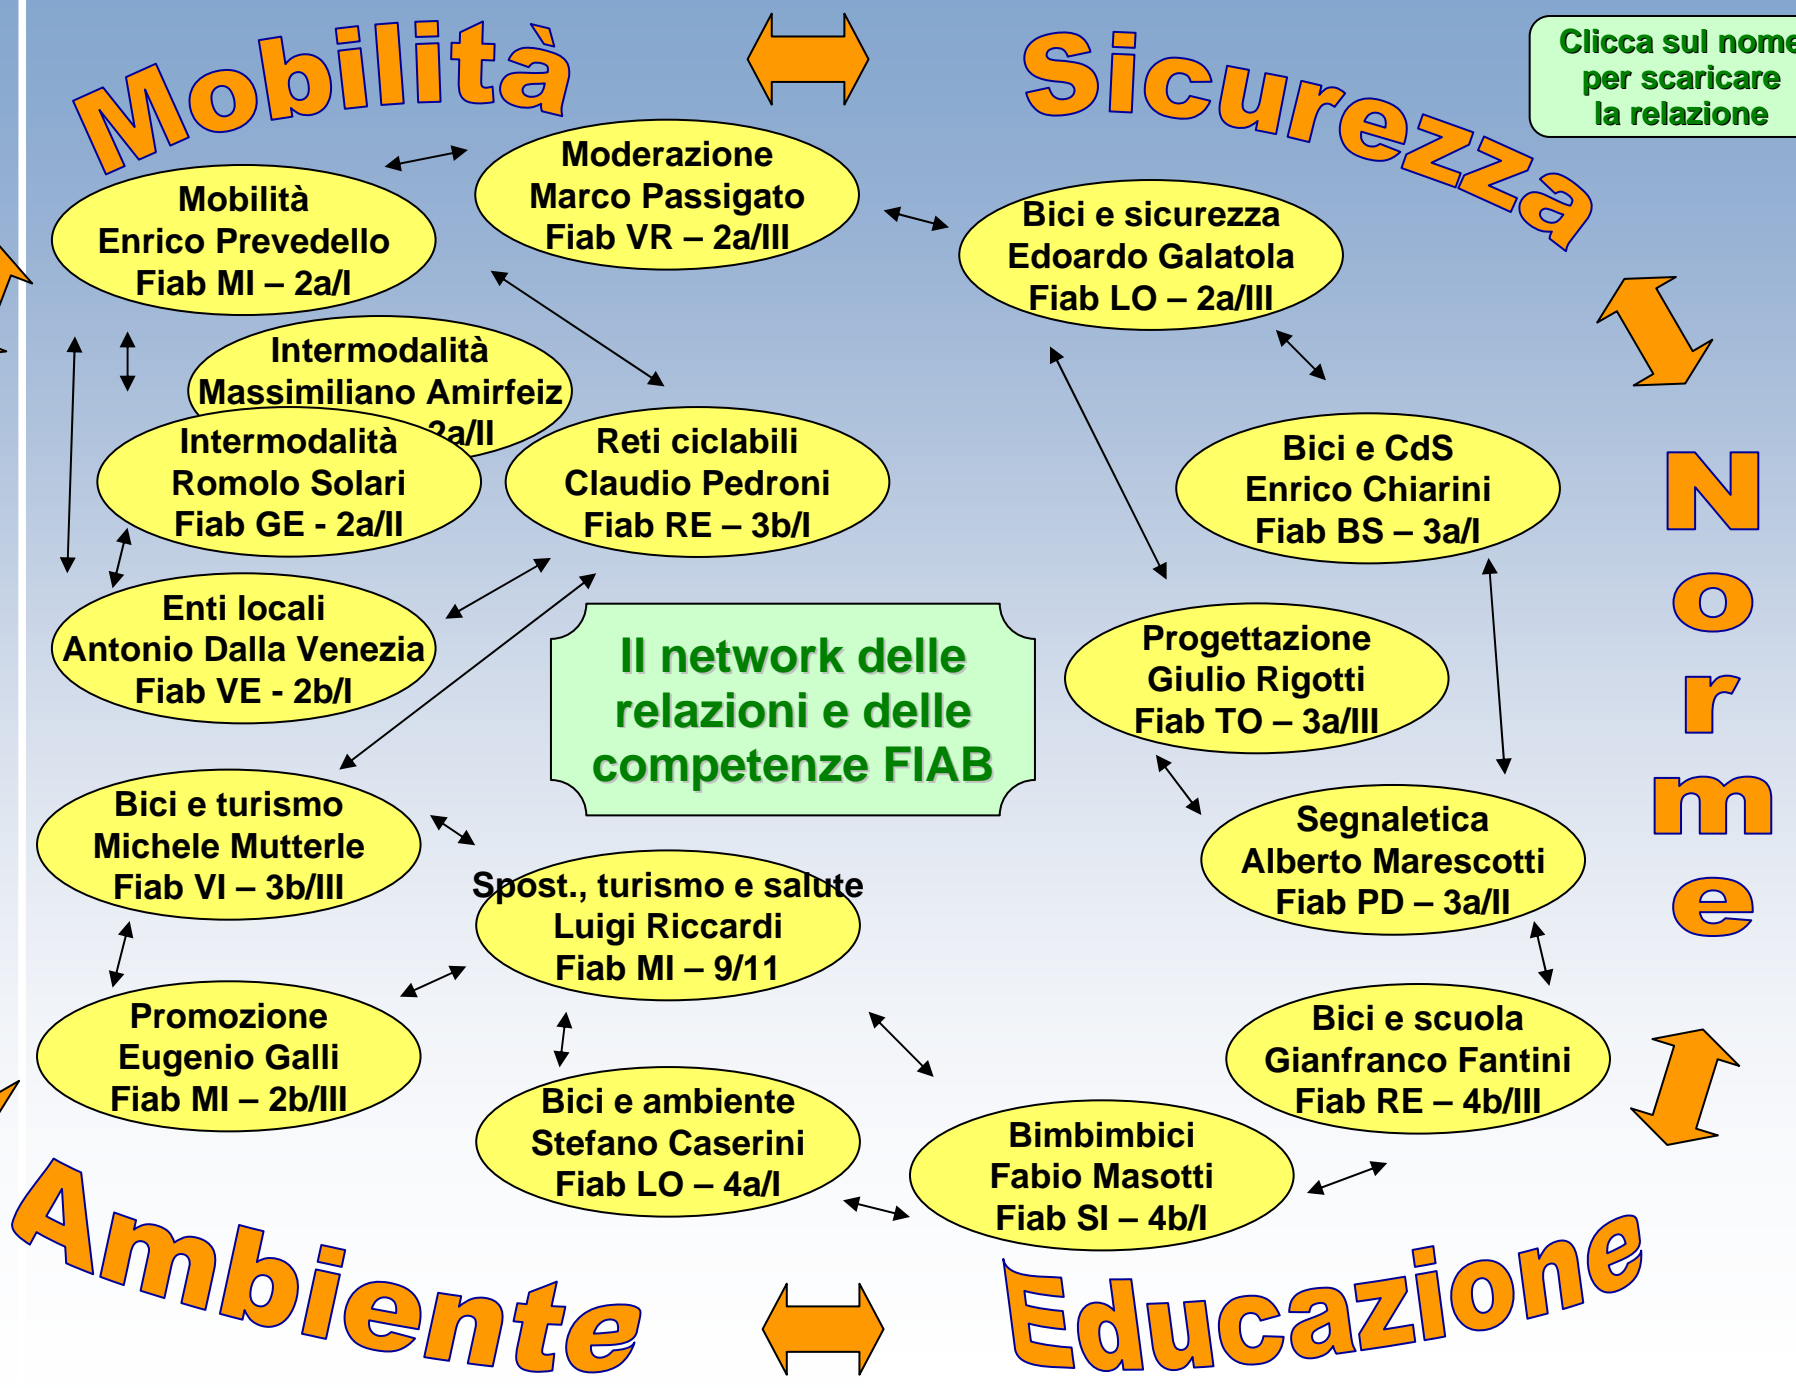 Mobilità
Sicurezza
Clicca sul nome
per scaricare
la relazione
Moderazione
Marco Passigato
Fiab VR – 2a/III
Mobilità
Enrico Prevedello
Fiab MI – 2a/I
Bici e sicurezza
Edoardo Galatola
Fiab LO – 2a/III
Intermodalità
Massimiliano Amirfeiz
2a/II
Intermodalità
Romolo Solari
Fiab GE - 2a/II
Reti ciclabili
Claudio Pedroni
Fiab RE – 3b/I
Bici e CdS
Enrico Chiarini
Fiab BS – 3a/I
Norme
Enti locali
Antonio Dalla Venezia
Fiab VE - 2b/I
Il network delle
relazioni e delle
competenze FIAB
Progettazione
Giulio Rigotti
Fiab TO – 3a/III
Bici e turismo
Michele Mutterle
Fiab VI – 3b/III
Segnaletica
Alberto Marescotti
Fiab PD – 3a/II
Spost., turismo e salute
Luigi Riccardi
Fiab MI – 9/11
Promozione
Eugenio Galli
Fiab MI – 2b/III
Bici e scuola
Gianfranco Fantini
Fiab RE – 4b/III
Bici e ambiente
Stefano Caserini
Fiab LO – 4a/I
Bimbimbici
Fabio Masotti
Fiab SI – 4b/I
Ambiente
Educazione